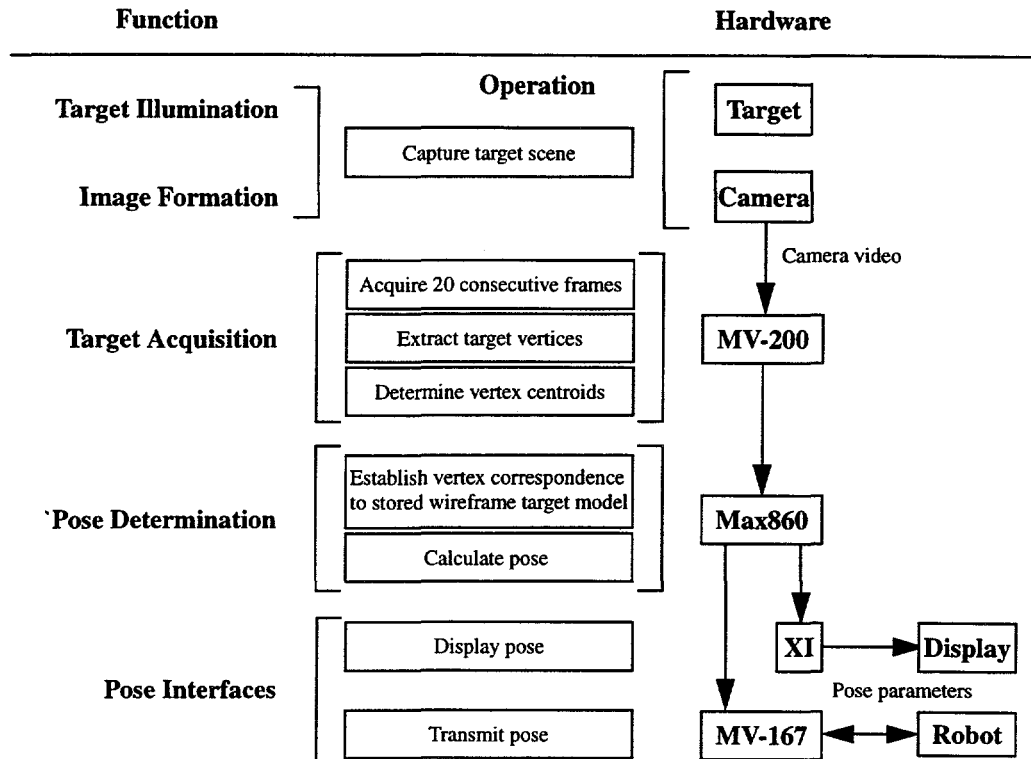 Function
Hardware
Operation
Target Illumination
Target
Capture target scene
Image Formation
Camera
Camera video
Acquire 20 consecutive frames
Target Acquisition
Extract target vertices
MV-200
Determine vertex centroids
Establish vertex correspondence
to stored wireframe target model
Pose Determination
Max860
Calculate pose
Display pose
XI
Display
Pose Interfaces
Pose parameters
Transmit pose
MV-167
Robot